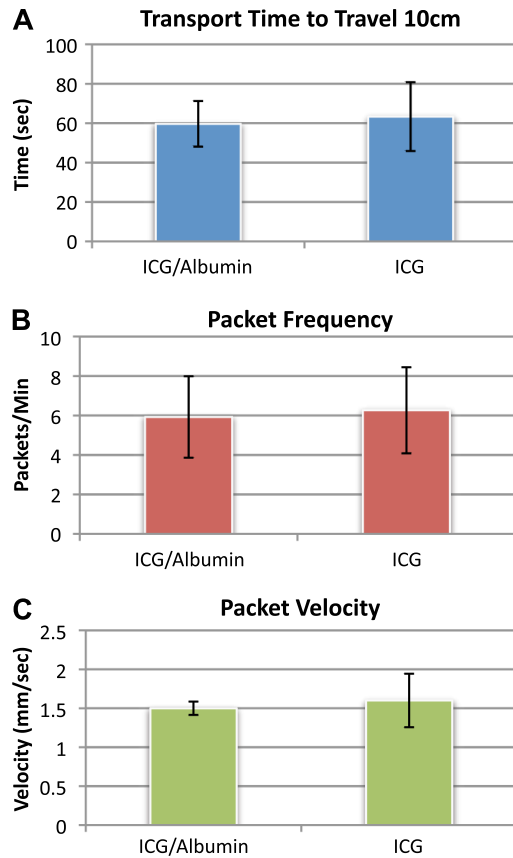 A
Transport Time to Travel 10cm
Time (sec)
100
80
60
40
20
0
ICG/Albumin
ICG
B
Packet Frequency
Packets/Min
10
8
6
4
2
0
ICG/Albumin
ICG
C
Packet Velocity
Velocity (mm/sec)
2.5
2
1.5
1
0.5
0
ICG/Albumin
ICG